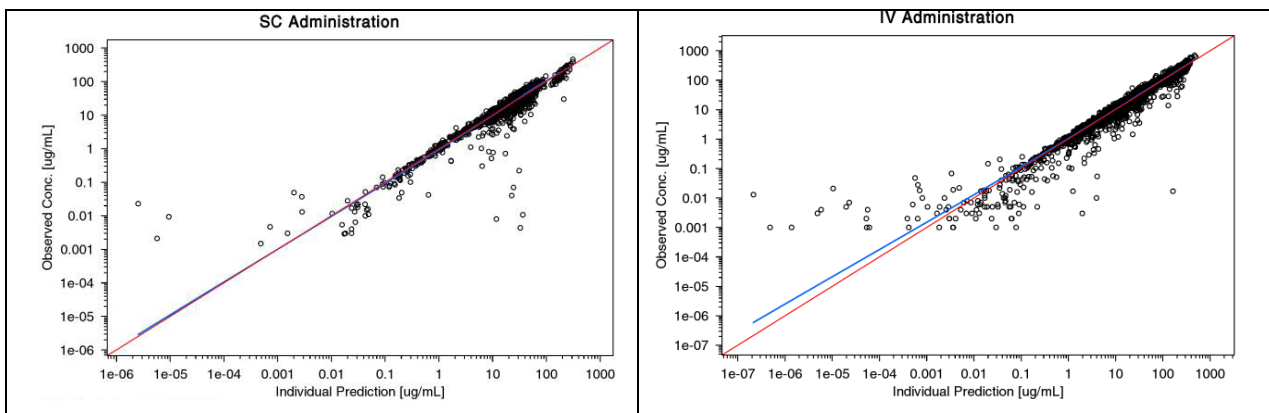 SC Administration
1000
100
10
1
0.1
0.01
0.001
1e-04
1e-05
1e-06
Observed Conc. [ug/mL]
1e-06 1e-05 1e-04 0.001 0.01 0.1 1 10 100 1000
Individual Prediction [ug/mL]
IV Administration
1000
100
10
1
0.1
0.01
0.001
1e-04
1e-05
1e-06
1e-07
Observed Conc. [ug/mL]
1e-07 1e-06 1e-05 1e-04 0.001 0.01 0.1 1 10 100 1000
Individual Prediction [ug/mL]